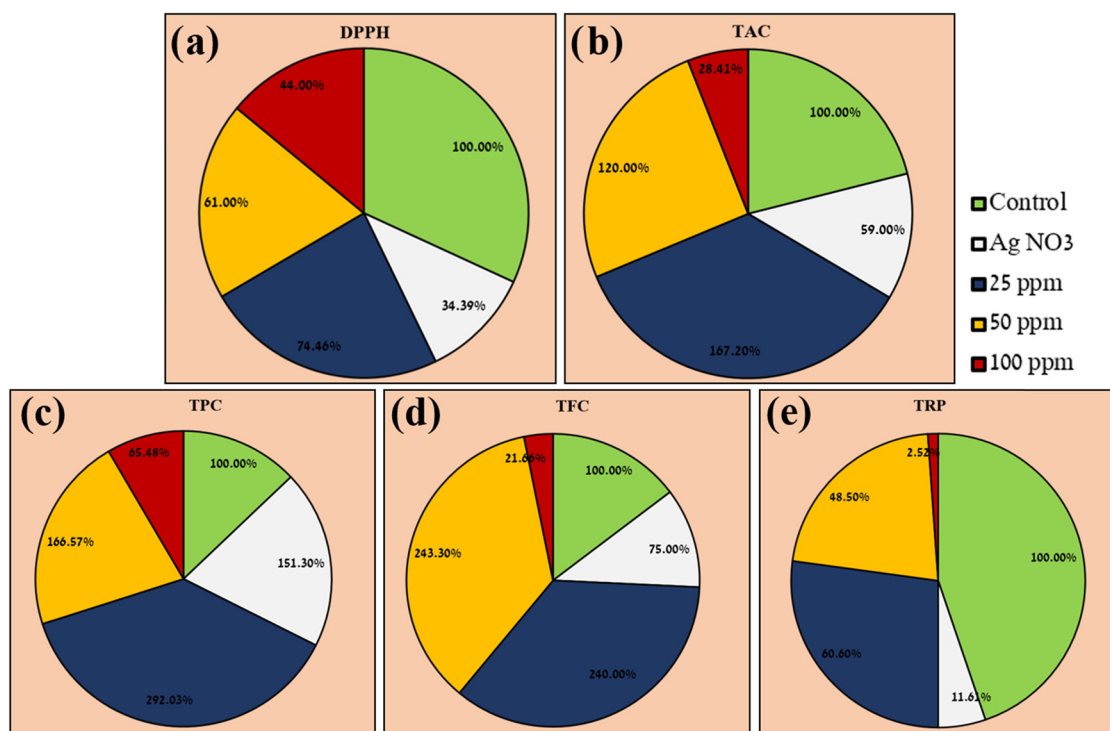 (a)
DPPH
44.00%
100.00%
61.00%
34.39%
74.46%
(b)
TAC
28.41%
100.00%
120.00%
59.00%
167.20%
Control
Ag NO3
25 ppm
50 ppm
100 ppm
(c)
TPC
65.48%
100.00%
166.57%
151.30%
292.03%
(d)
TFC
21.66%
100.00%
243.30%
75.00%
240.00%
(e)
TRP
2.52%
48.50%
100.00%
60.60%
11.61%